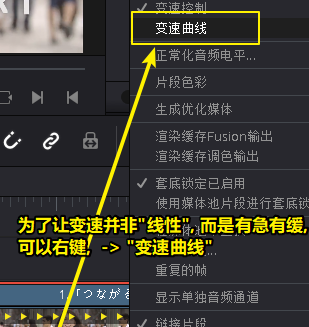 变速控制
变速曲线
正常化音频电平...
片段色彩
生成优化媒体
渲染缓存Fusion输出
渲染缓存调色输出
套底锁定已启用
使用媒体池片段进行套底锁
为了让变速并非"线性", 而是有急有缓,
可以右键, -> "变速曲线"
重复的帧
1.「つながる
显示单独音频通道
链接片段